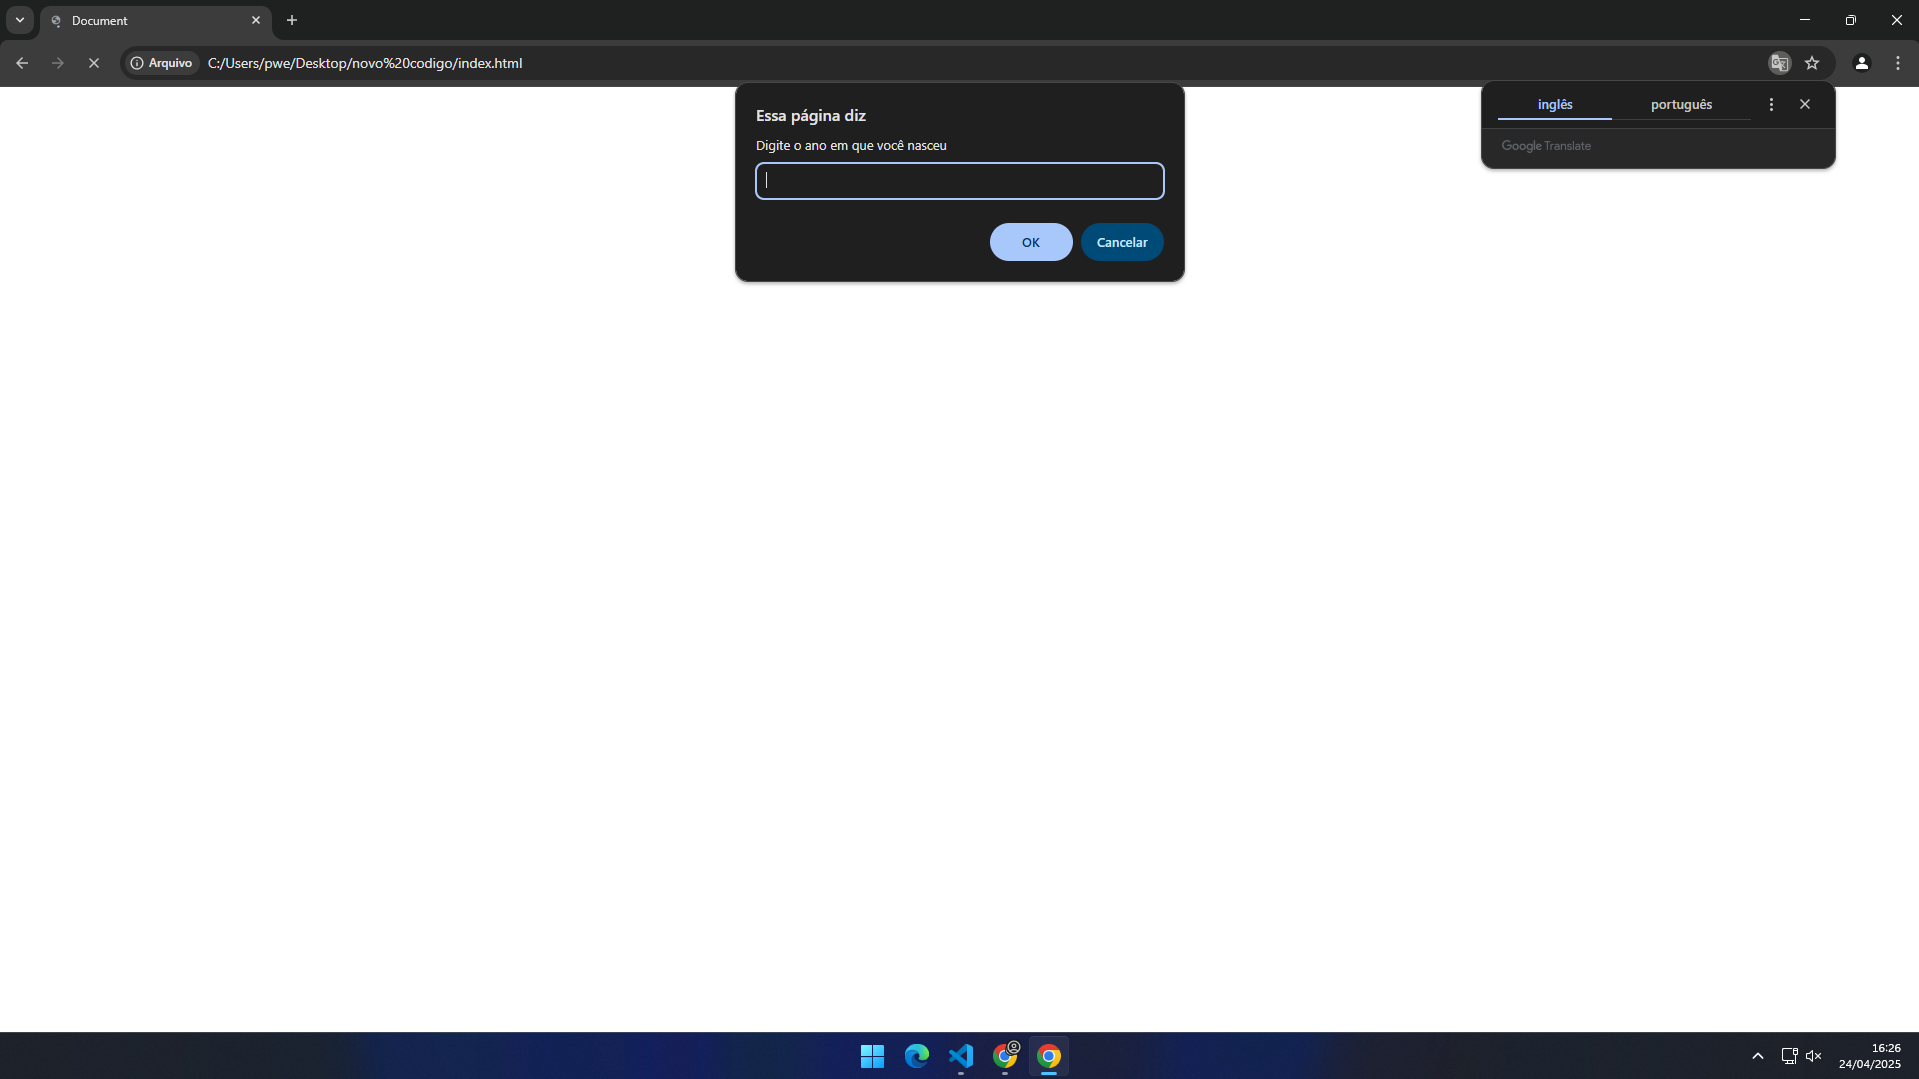 Document
Arquivo
C:/Users/pwe/Desktop/novo%20codigo/index.html
Essa página diz
Digite o ano em que você nasceu
OK
Cancelar
inglês
português
Google Translate
16:26
24/04/2025